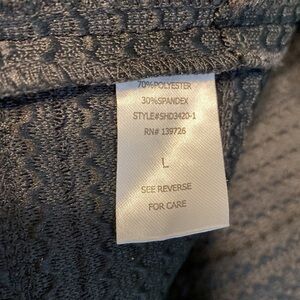 70%POLYESTER
30%SPANDEX
STYLE#SHD3420-1
RN# 139726
L
SEE REVERSE
FOR CARE